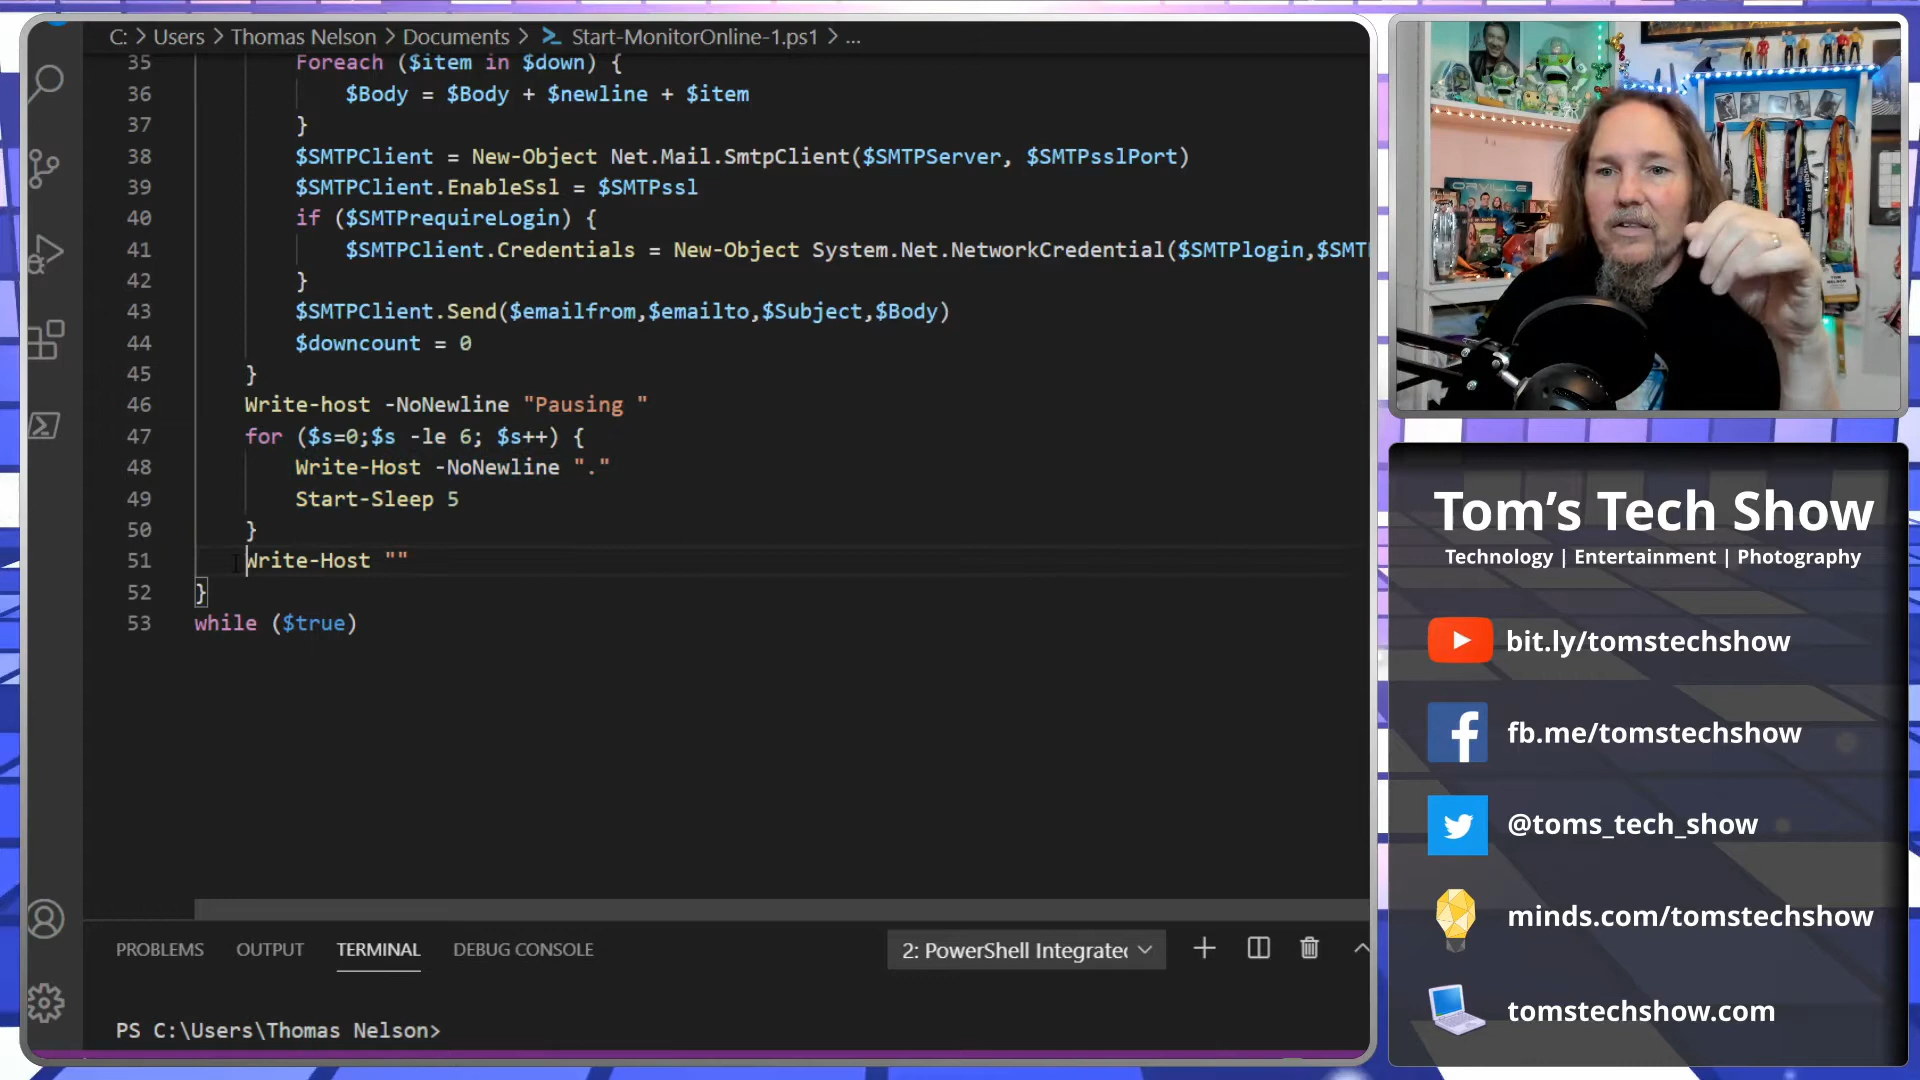 C: > Users > Thomas Nelson > Documents > Start-MonitorOnline-1.ps1 > ...
35 Foreach ($item in $down) {
36 $Body = $Body + $newline + $item
37 }
38 $SMTPClient = New-Object Net.Mail.SmtpClient($SMTPServer, $SMTPsslPort)
39 $SMTPClient.EnableSsl = $SMTPssl
40 if ($SMTPrequireLogin) {
41 $SMTPClient.Credentials = New-Object System.Net.NetworkCredential($SMTPlogin,$SMT
42 }
43 $SMTPClient.Send($emailfrom,$emailto,$Subject,$Body)
44 $downcount = 0
45 }
46 Write-host -NoNewline "Pausing "
47 for ($s=0;$s -le 6; $s++) {
48 Write-Host -NoNewline "."
49 Start-Sleep 5
50 }
51 Write-Host ""
52 }
53 while ($true)
PROBLEMS OUTPUT TERMINAL DEBUG CONSOLE 2: PowerShell Integrate
PS C:\Users\Thomas Nelson>
ORVILLE
Tom's Tech Show
Technology | Entertainment | Photography
bit.ly/tomstechshow
fb.me/tomstechshow
@toms_tech_show
minds.com/tomstechshow
tomstechshow.com